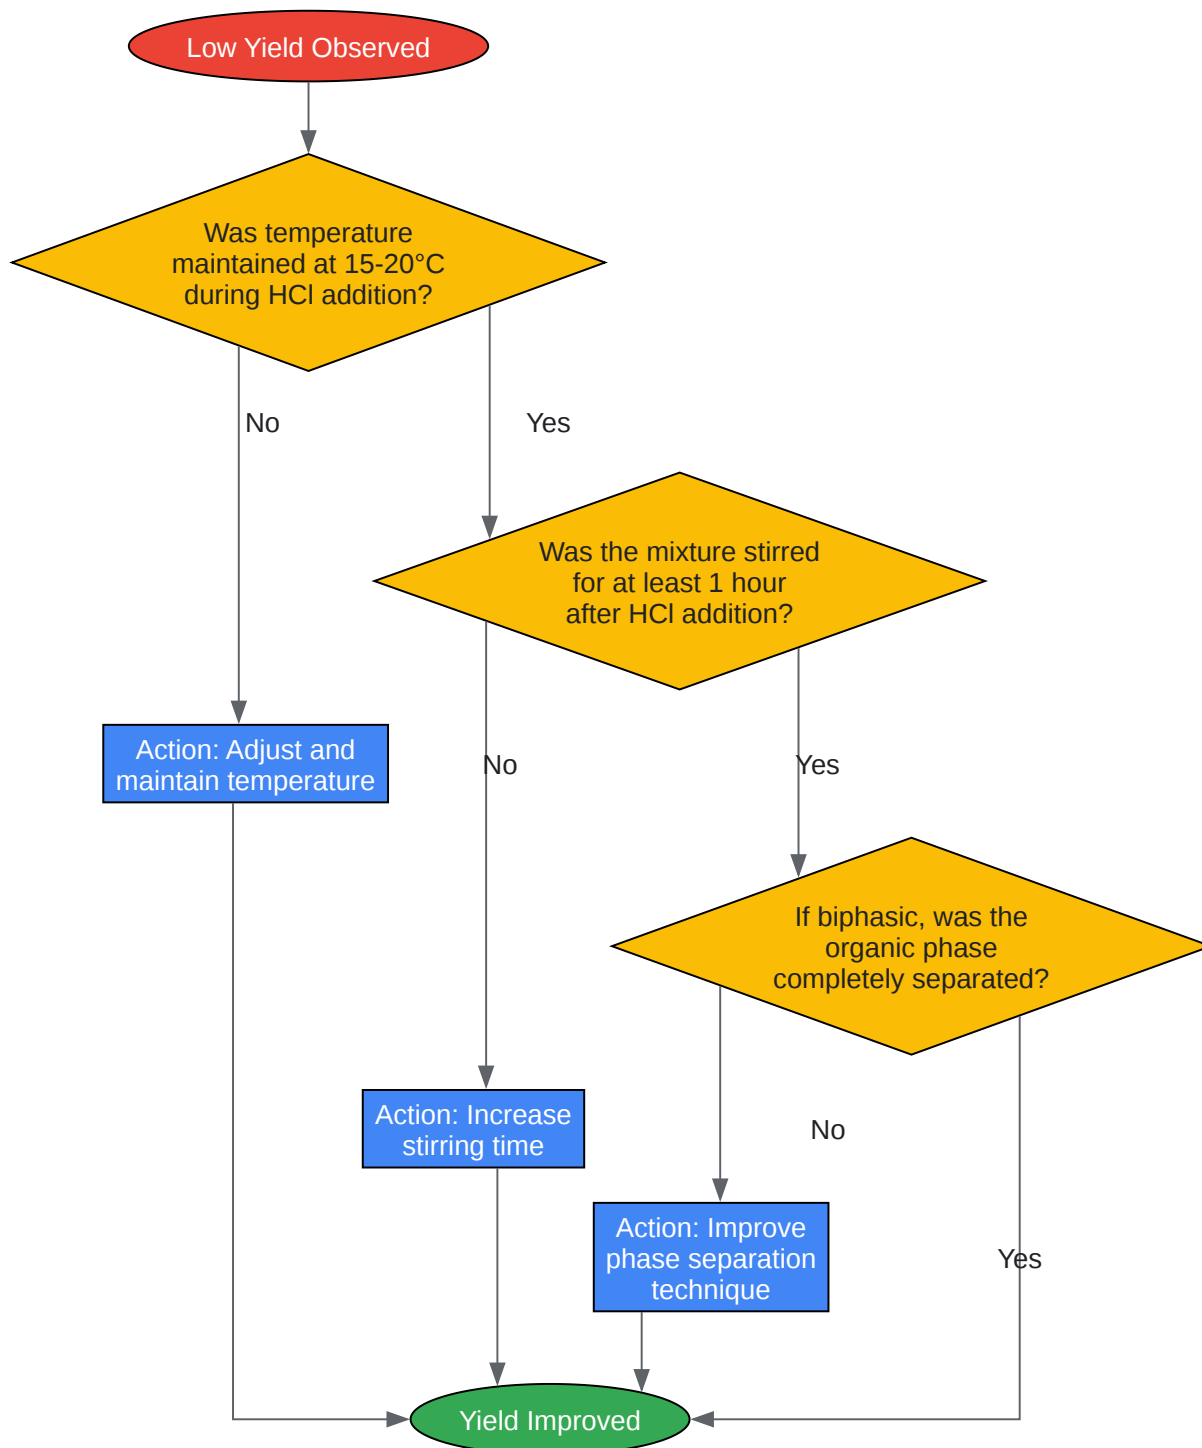 Low Yield Observed
Was temperature
maintained at 15-20°C
during HCl addition?
No
Yes
Was the mixture stirred
for at least 1 hour
after HCl addition?
Action: Adjust and
maintain temperature
No
Yes
If biphasic, was the
organic phase
completely separated?
Action: Increase
stirring time
No
Action: Improve
phase separation
technique
Yes
Yield Improved